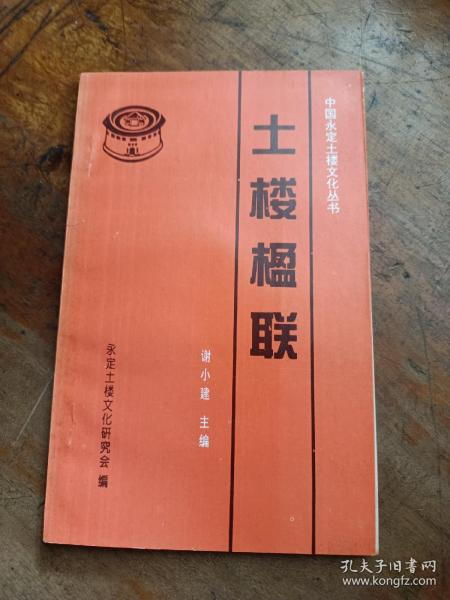 中国永定土楼文化丛书
土楼楹联
谢小建 主编
永定土楼文化研究会 编
孔夫子旧书网
www.kongfz.com